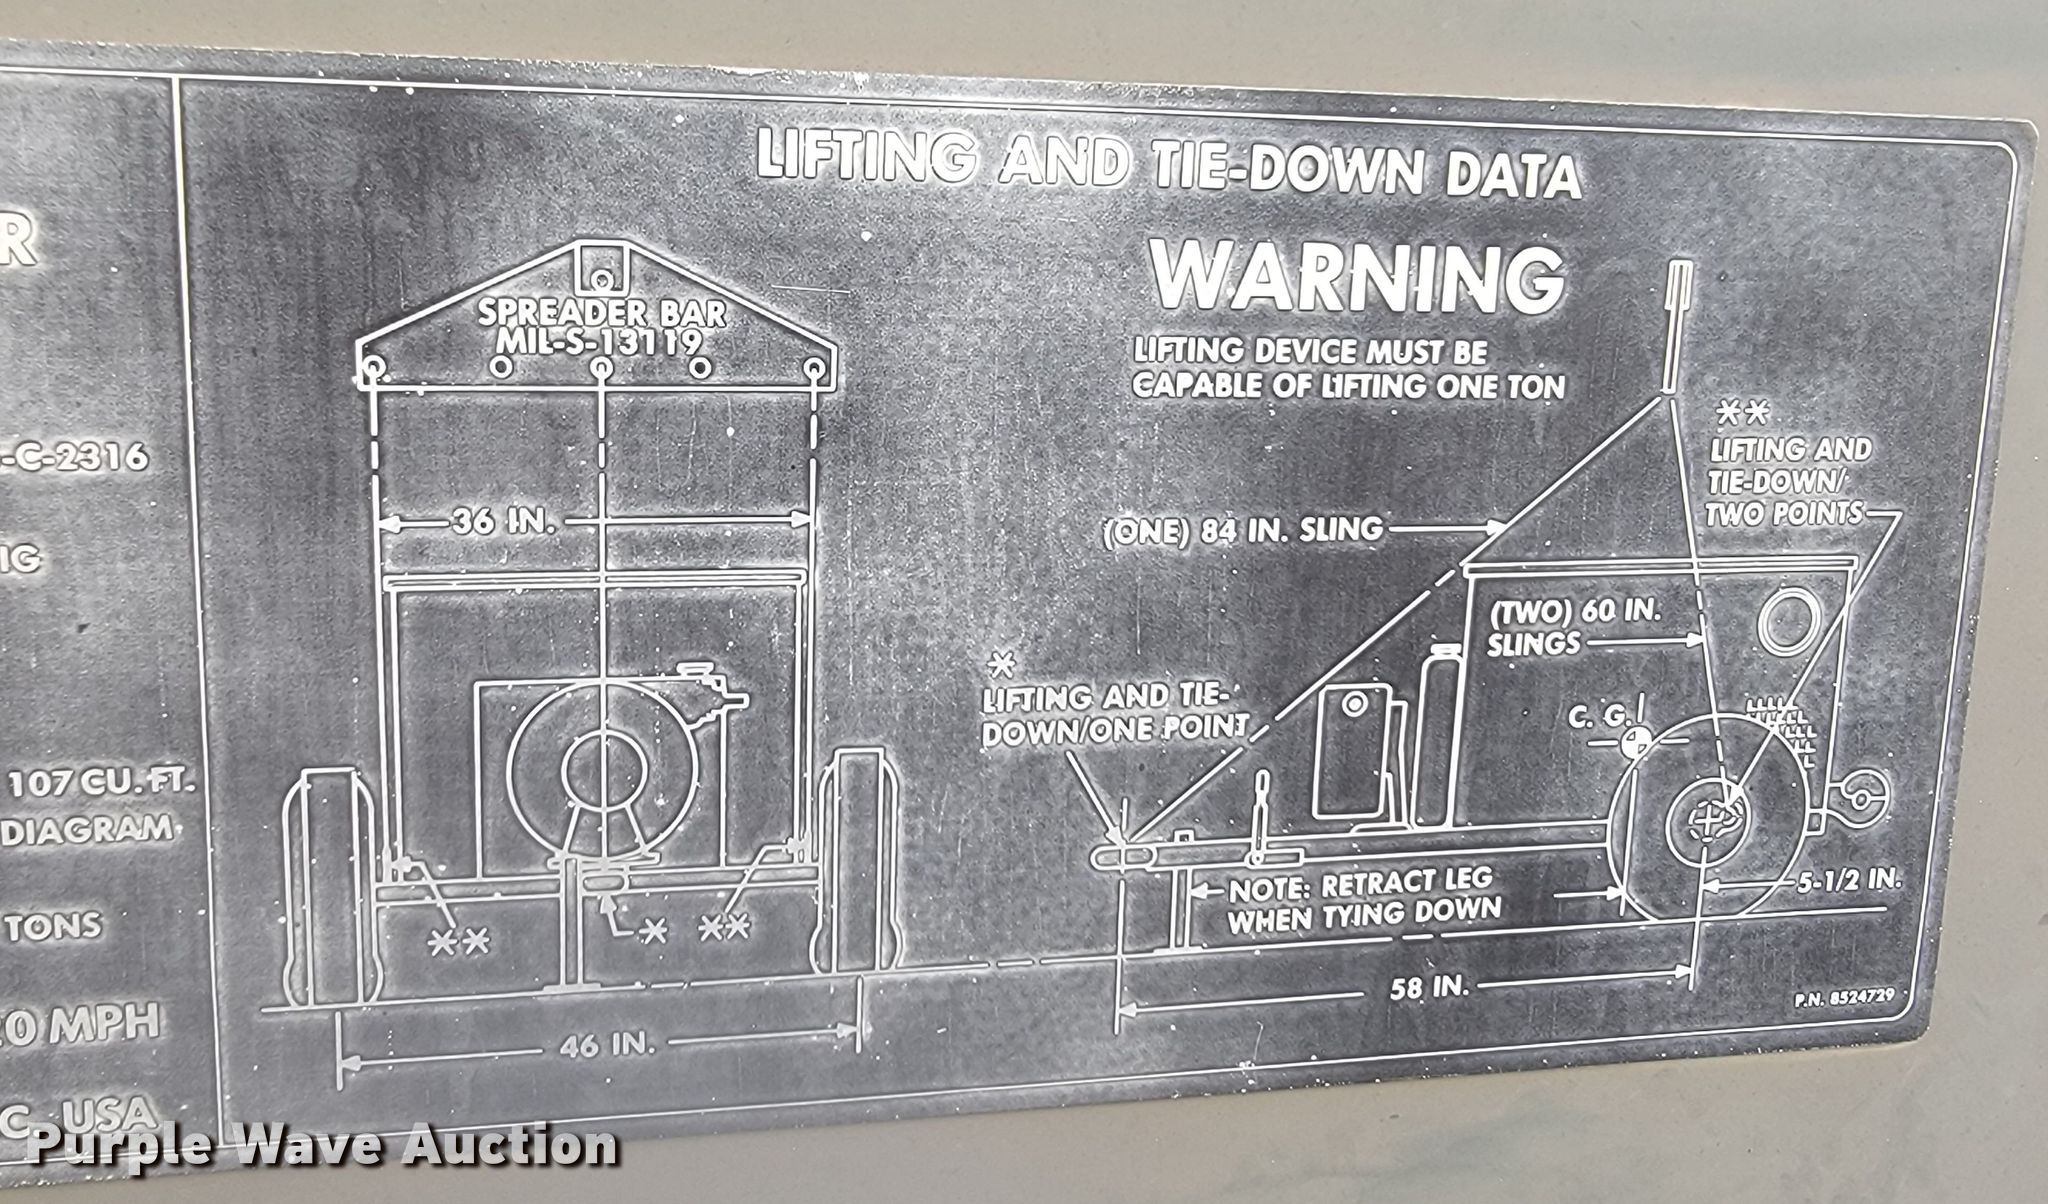 R
-C-2316
IG
107 CU. FT.
DIAGRAM
TONS
0 MPH
C. USA
LIFTING AND TIE-DOWN DATA
SPREADER BAR
MIL-S-13119
36 IN.
**
*
**
46 IN.
WARNING
LIFTING DEVICE MUST BE
CAPABLE OF LIFTING ONE TON
**
LIFTING AND
TIE-DOWN/
TWO POINTS
(ONE) 84 IN. SLING
(TWO) 60 IN.
SLINGS
*
LIFTING AND TIE-
DOWN/ONE POINT
C. G.
NOTE: RETRACT LEG
WHEN TYING DOWN
5-1/2 IN.
58 IN.
P.N. 8524729
Purple Wave Auction